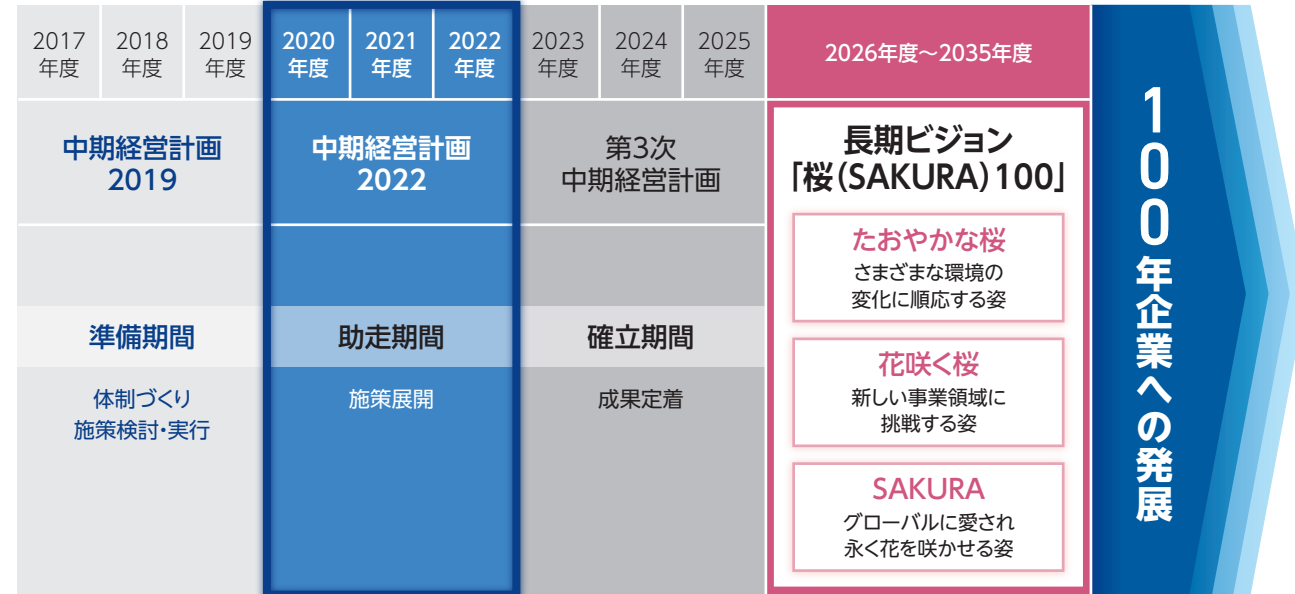 2017
年度
2018
年度
2019
年度
2020
年度
2021
年度
2022
年度
2023
年度
2024
年度
2025
年度
2026年度～2035年度
中期経営計画
2019
中期経営計画
2022
第3次
中期経営計画
長期ビジョン
「桜（SAKURA）100」
準備期間
体制づくり
施策検討・実行
助走期間
施策展開
確立期間
成果定着
たおやかな桜
さまざまな環境の
変化に順応する姿
花咲く桜
新しい事業領域に
挑戦する姿
SAKURA
グローバルに愛され
永く花を咲かせる姿
100年企業への発展